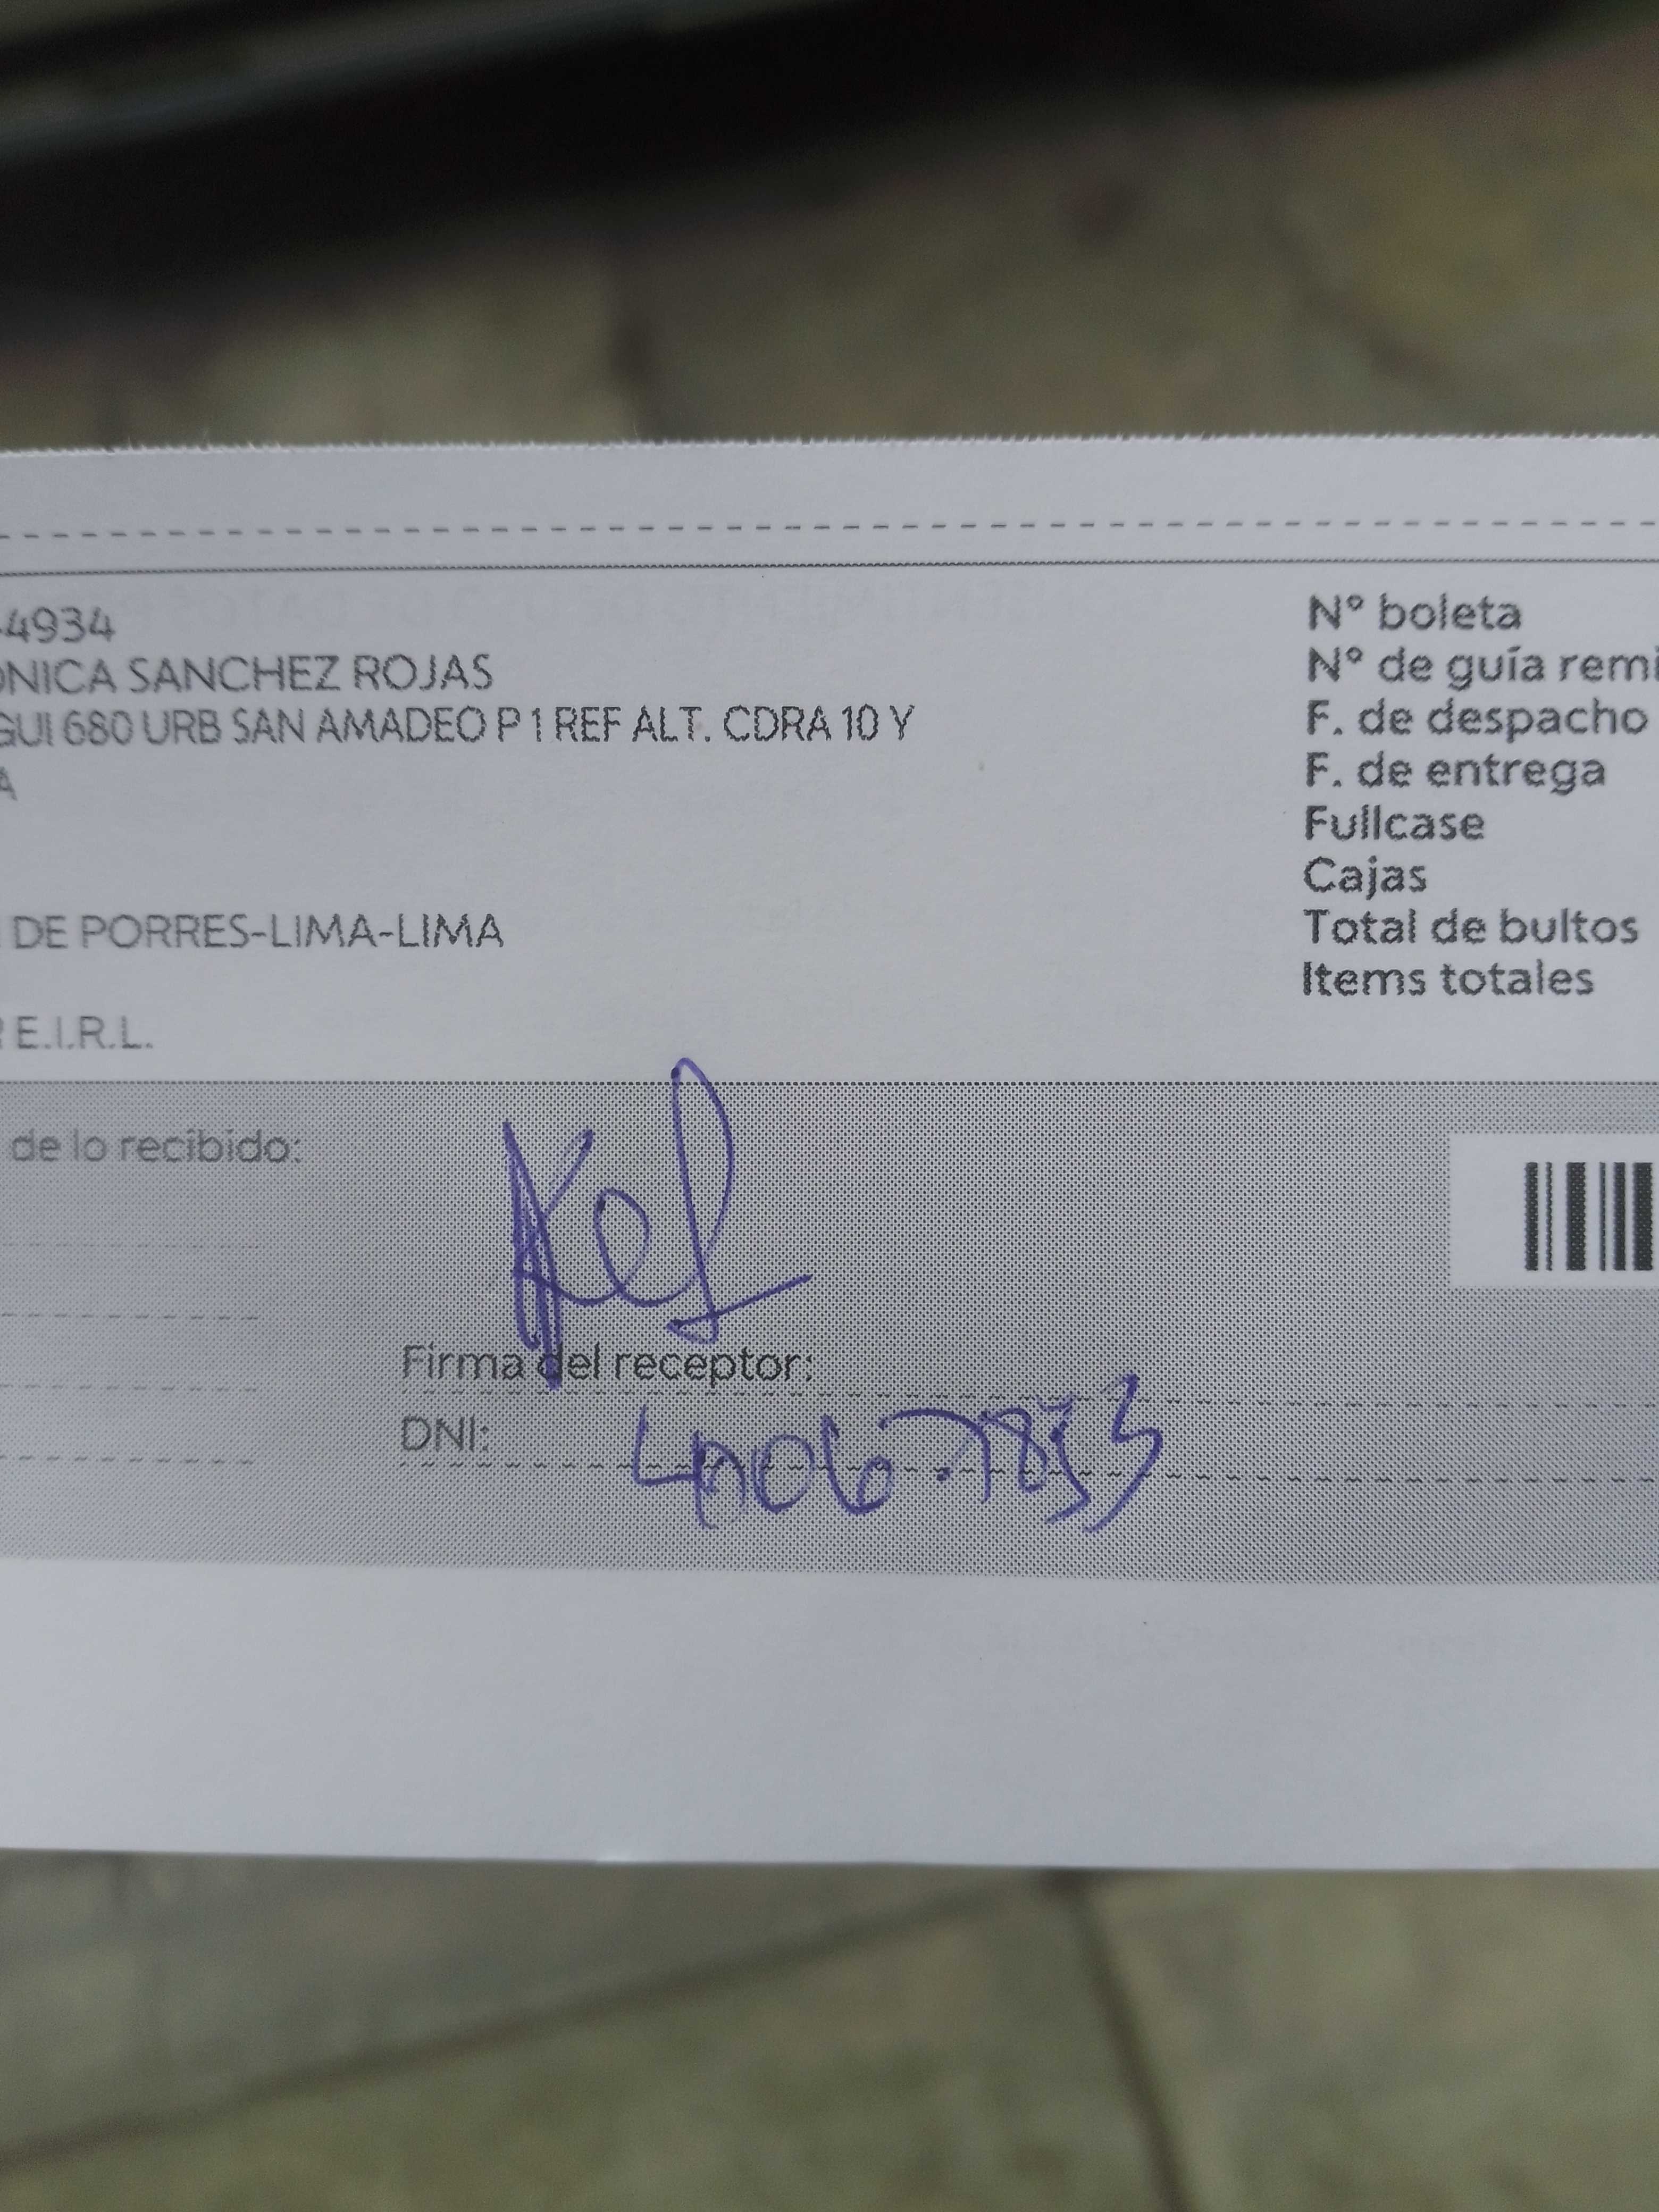 -4934
ONICA SANCHEZ ROJAS
GUI 680 URB SAN AMADEO P 1 REF ALT. CDRA 10 Y
A
DE PORRES-LIMA-LIMA
E.I.R.L.
N° boleta
N° de guía remi
F. de despacho
F. de entrega
Fullcase
Cajas
Total de bultos
Items totales
de lo recibido:
Firma del receptor:
DNI: